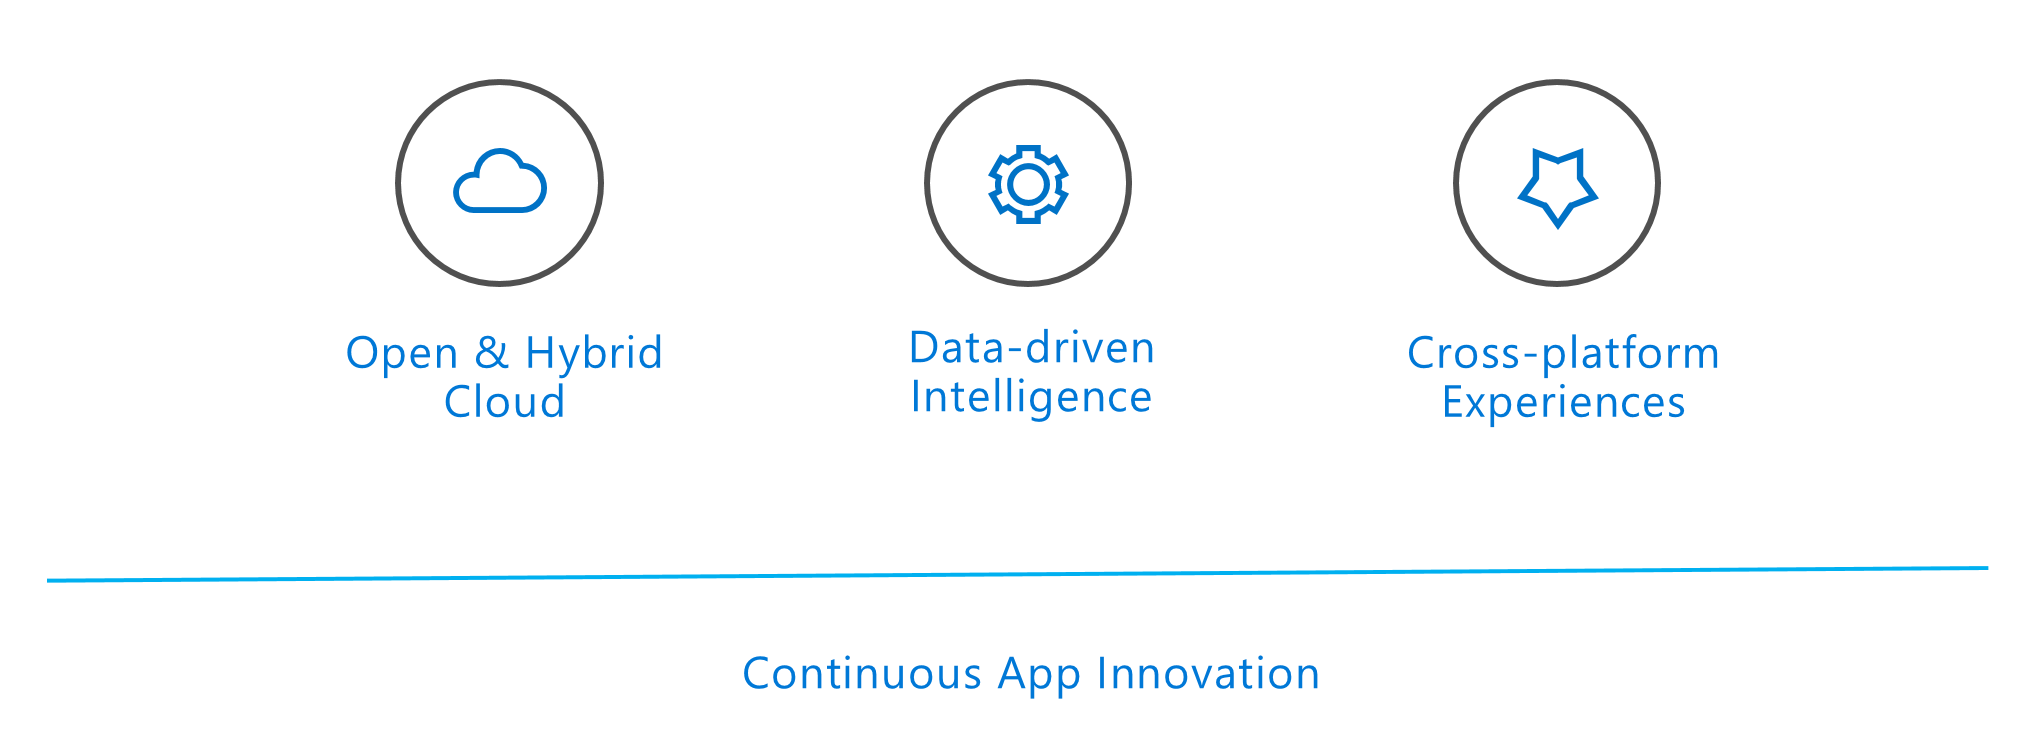 Open & Hybrid
Cloud
Data-driven
Intelligence
Cross-platform
Experiences
Continuous App Innovation